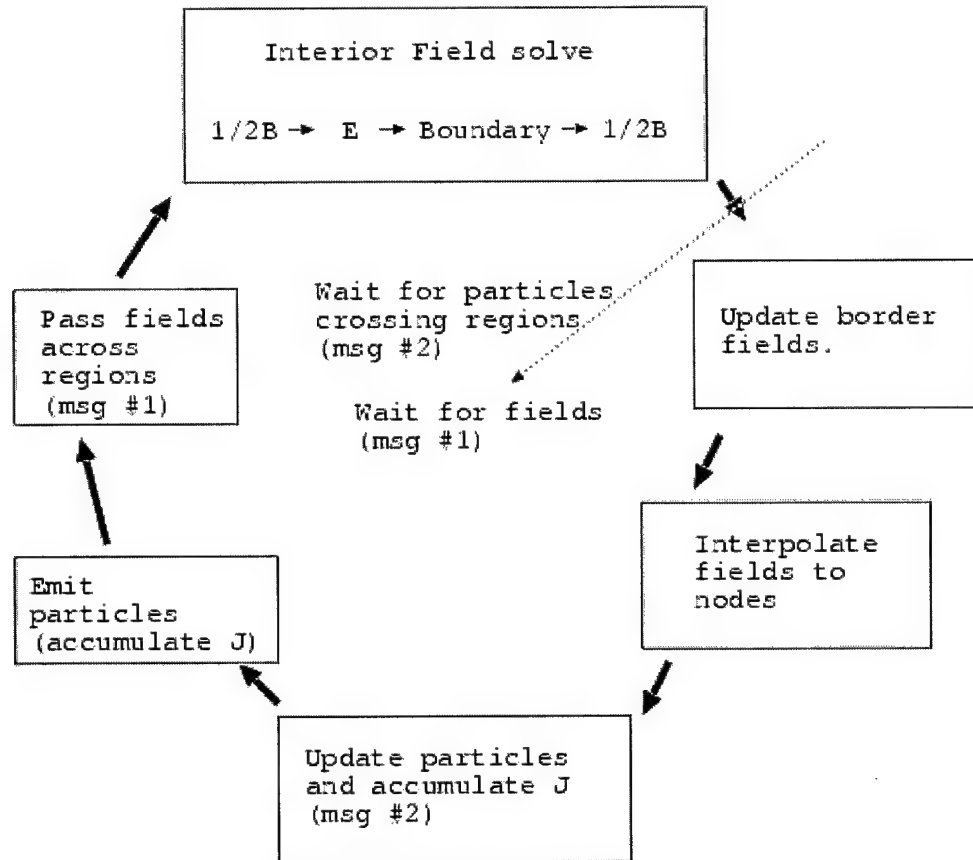 Interior Field solve
1/2B → E → Boundary → 1/2B
Wait for particles
crossing regions
(msg #2)
Wait for fields
(msg #1)
Update border
fields.
Interpolate
fields to
nodes
Update particles
and accumulate J
(msg #2)
Emit
particles
(accumulate J)
Pass fields
across
regions
(msg #1)